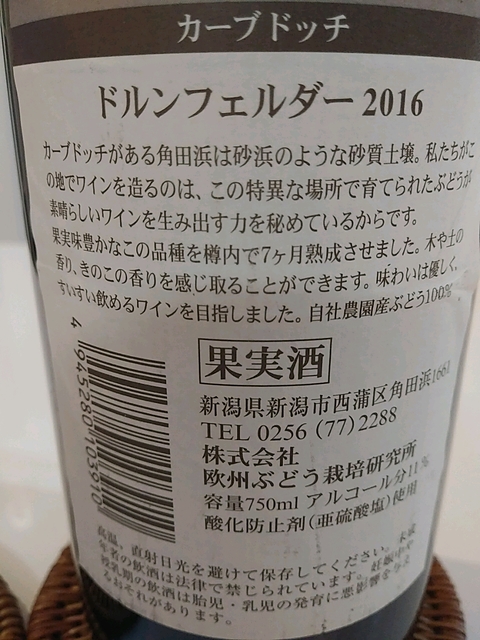 カーブドッチ
ドルンフェルダー 2016
カーブドッチがある角田浜は砂浜のような砂質土壌。私たちがこ
の地でワインを造るのは、この特異な場所で育てられたぶどうが
素晴らしいワインを生み出す力を秘めているからです。
果実味豊かなこの品種を樽内で7ヶ月熟成させました。木や土の
香り、きのこの香りを感じ取ることができます。味わいは優しく、
すいすい飲めるワインを目指しました。自社農園産ぶどう100%
果実酒
新潟県新潟市西蒲区角田浜1661
TEL 0256 (77) 2288
株式会社
欧州ぶどう栽培研究所
容量750ml アルコール分11%
酸化防止剤(亜硫酸塩)使用
4 945280 103910
高温、直射日光を避けて保存してください。未成
年者の飲酒は法律で禁じられています。妊娠中や
授乳期の飲酒は胎児・乳児の発育に悪影響を与え
るおそれがあります。